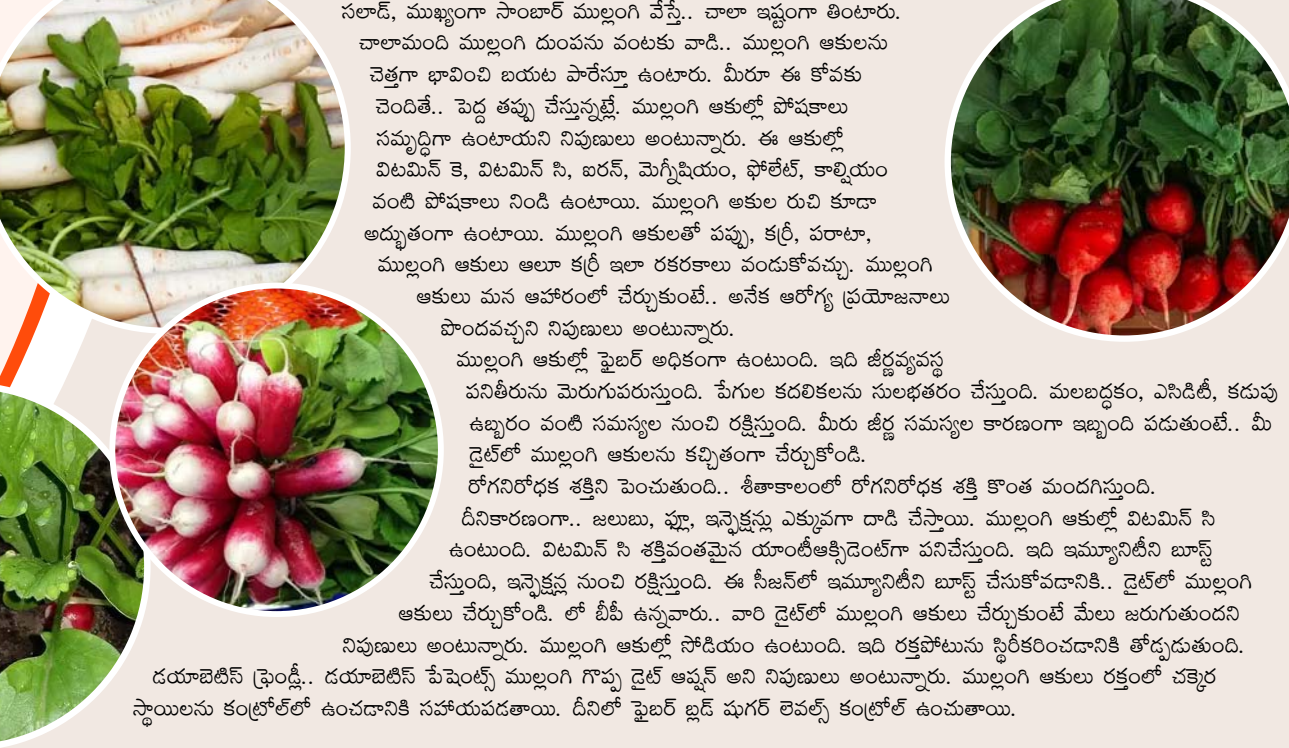 సలాడ్, ముఖ్యంగా సాంబార్ ముల్లంగి వేస్తే.. చాలా ఇష్టంగా తింటారు.
చాలామంది ముల్లంగి దుంపను వంటకు వాడి.. ముల్లంగి ఆకులను
చెత్తగా భావించి బయట పారేస్తూ ఉంటారు. మీరూ ఈ కోవకు
చెందితే.. పెద్ద తప్పు చేస్తున్నట్లే. ముల్లంగి ఆకుల్లో పోషకాలు
సమృద్ధిగా ఉంటాయని నిపుణులు అంటున్నారు. ఈ ఆకుల్లో
విటమిన్ కె, విటమిన్ సి, ఐరన్, మెగ్నీషియం, ఫోలేట్, కాల్షియం
వంటి పోషకాలు నిండి ఉంటాయి. ముల్లంగి అకుల రుచి కూడా
అద్భుతంగా ఉంటాయి. ముల్లంగి ఆకులతో పప్పు, కర్రీ, పరాటా,
ముల్లంగి ఆకులు ఆలూ కర్రీ ఇలా రకరకాలు వండుకోవచ్చు. ముల్లంగి
ఆకులు మన ఆహారంలో చేర్చుకుంటే.. అనేక ఆరోగ్య ప్రయోజనాలు
పొందవచ్చని నిపుణులు అంటున్నారు.
ముల్లంగి ఆకుల్లో ఫైబర్ అధికంగా ఉంటుంది. ఇది జీర్ణవ్యవస్థ
పనితీరును మెరుగుపరుస్తుంది. పేగుల కదలికలను సులభతరం చేస్తుంది. మలబద్ధకం, ఎసిడిటీ, కడుపు
ఉబ్బరం వంటి సమస్యల నుంచి రక్షిస్తుంది. మీరు జీర్ణ సమస్యల కారణంగా ఇబ్బంది పడుతుంటే.. మీ
డైట్‌లో ముల్లంగి ఆకులను కచ్చితంగా చేర్చుకోండి.
రోగనిరోధక శక్తిని పెంచుతుంది.. శీతాకాలంలో రోగనిరోధక శక్తి కొంత మందగిస్తుంది.
దీనికారణంగా.. జలుబు, ఫ్లూ, ఇన్ఫెక్షన్లు ఎక్కువగా దాడి చేస్తాయి. ముల్లంగి ఆకుల్లో విటమిన్ సి
ఉంటుంది. విటమిన్ సి శక్తివంతమైన యాంటీఆక్సిడెంట్‌గా పనిచేస్తుంది. ఇది ఇమ్యూనిటీని బూస్ట్
చేస్తుంది, ఇన్ఫెక్షన్ల నుంచి రక్షిస్తుంది. ఈ సీజన్‌లో ఇమ్యూనిటీని బూస్ట్ చేసుకోవడానికి.. డైట్‌లో ముల్లంగి
ఆకులు చేర్చుకోండి. లో బీపీ ఉన్నవారు.. వారి డైట్‌లో ముల్లంగి ఆకులు చేర్చుకుంటే మేలు జరుగుతుందని
నిపుణులు అంటున్నారు. ముల్లంగి ఆకుల్లో సోడియం ఉంటుంది. ఇది రక్తపోటును స్థిరీకరించడానికి తోడ్పడుతుంది.
డయాబెటిస్ ఫ్రెండ్లీ.. డయాబెటిస్ పేషెంట్స్ ముల్లంగి గొప్ప డైట్ ఆప్షన్ అని నిపుణులు అంటున్నారు. ముల్లంగి ఆకులు రక్తంలో చక్కెర
స్థాయిలను కంట్రోల్‌లో ఉంచడానికి సహాయపడతాయి. దీనిలో ఫైబర్ బ్లడ్ షుగర్ లెవల్స్ కంట్రోల్ ఉంచుతాయి.